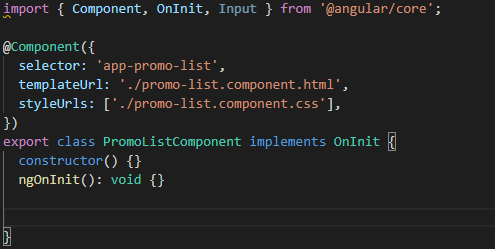 import { Component, OnInit, Input } from '@angular/core';
@Component({
selector: 'app-promo-list',
templateUrl: './promo-list.component.html',
styleUrls: ['./promo-list.component.css'],
})
export class PromoListComponent implements OnInit {
constructor() {}
ngOnInit(): void {}
}